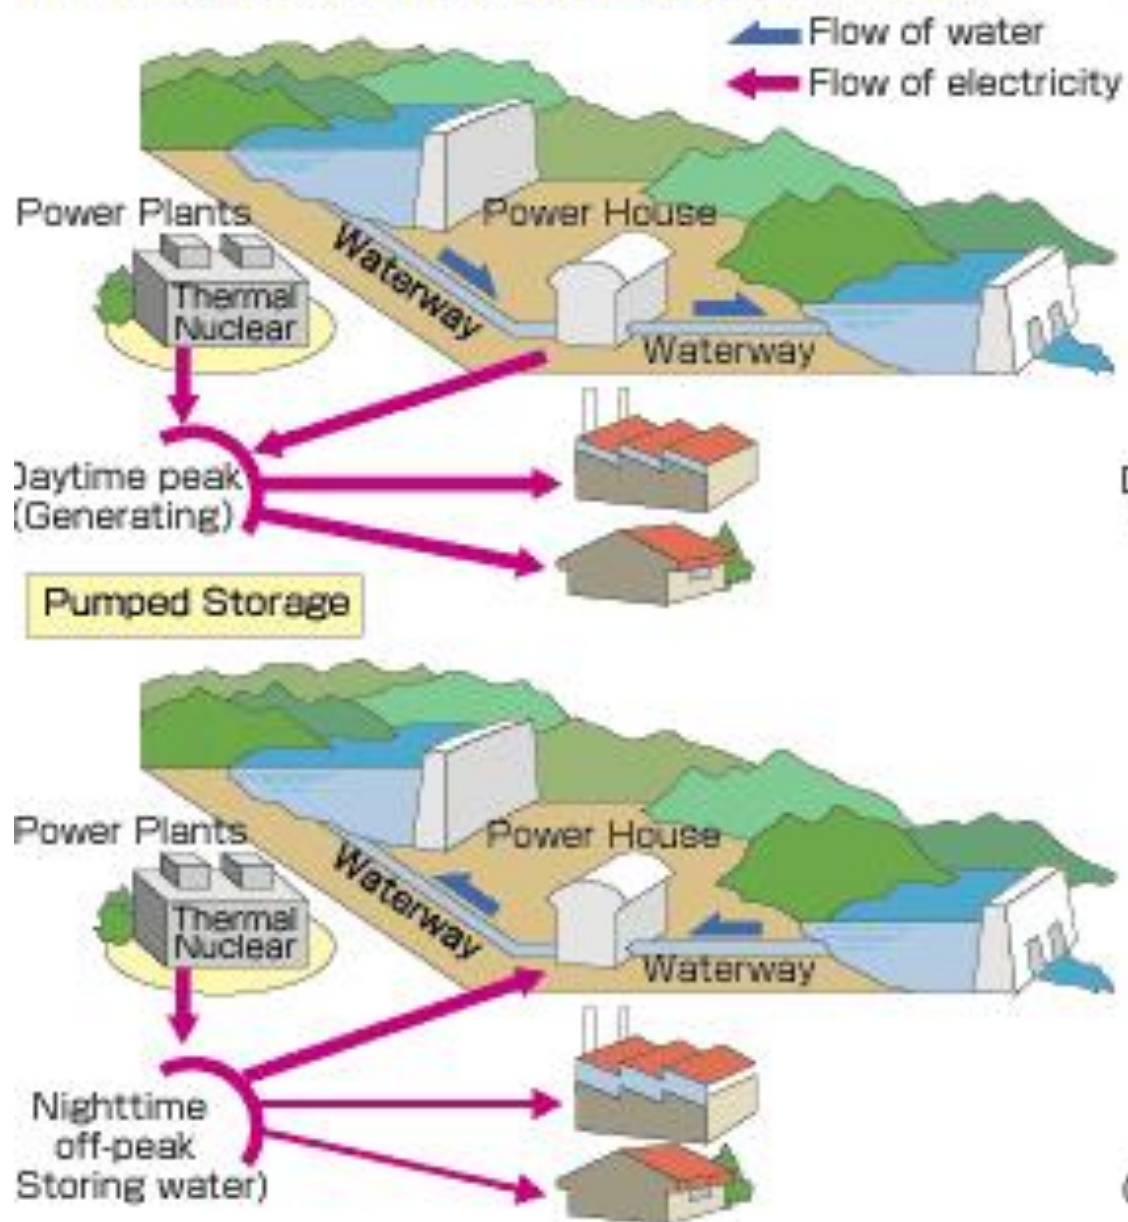 Flow of water
Flow of electricity
Power Plants
Power House
Waterway
Thermal
Nuclear
Waterway
Daytime peak
(Generating)
Pumped Storage
Power Plants
Power House
Waterway
Thermal
Nuclear
Waterway
Nighttime
off-peak
Storing water)